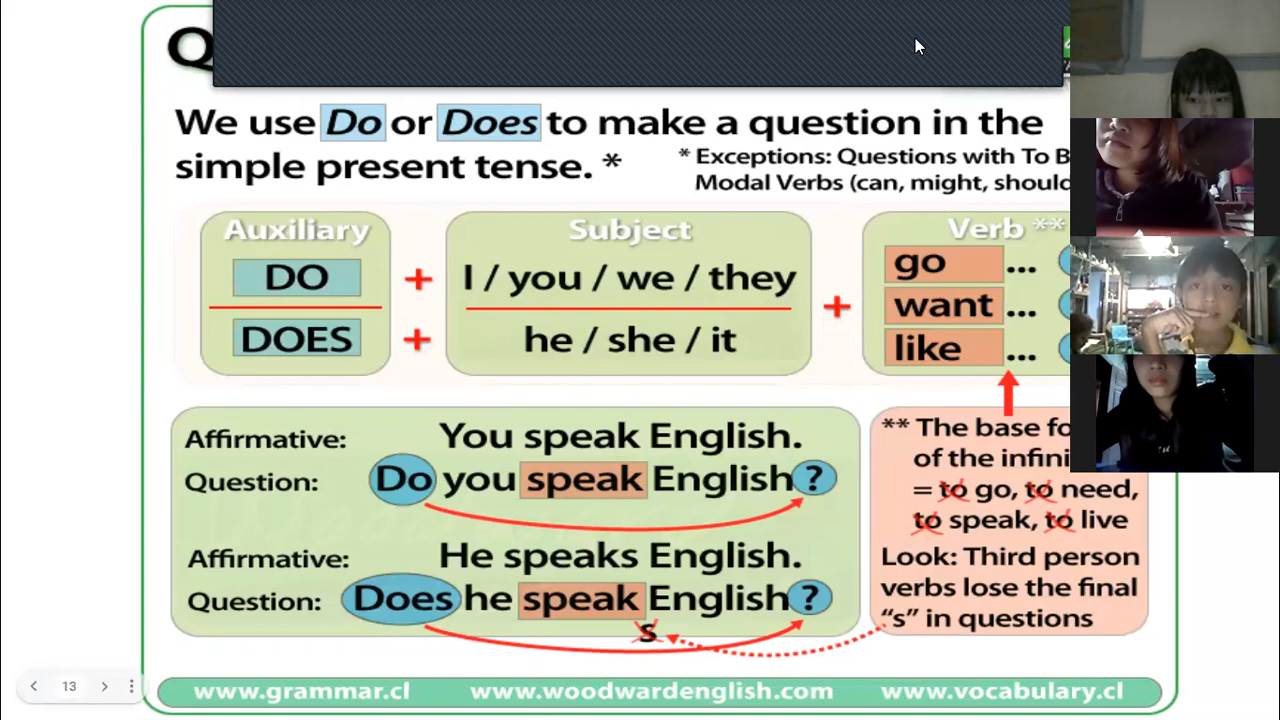 Q
We use Do or Does to make a question in the
simple present tense. *
* Exceptions: Questions with To B
Modal Verbs (can, might, should
Auxiliary
Subject
Verb **
DO + I / you / we / they + go ...
want ...
DOES + he / she / it
like ...
Affirmative: You speak English.
Question: Do you speak English ?
Affirmative: He speaks English.
Question: Does he speak English ?
s
** The base fo
of the infini
= to go, to need,
to speak, to live
Look: Third person
verbs lose the final
“s” in questions
13
www.grammar.cl www.woodwardenglish.com www.vocabulary.cl